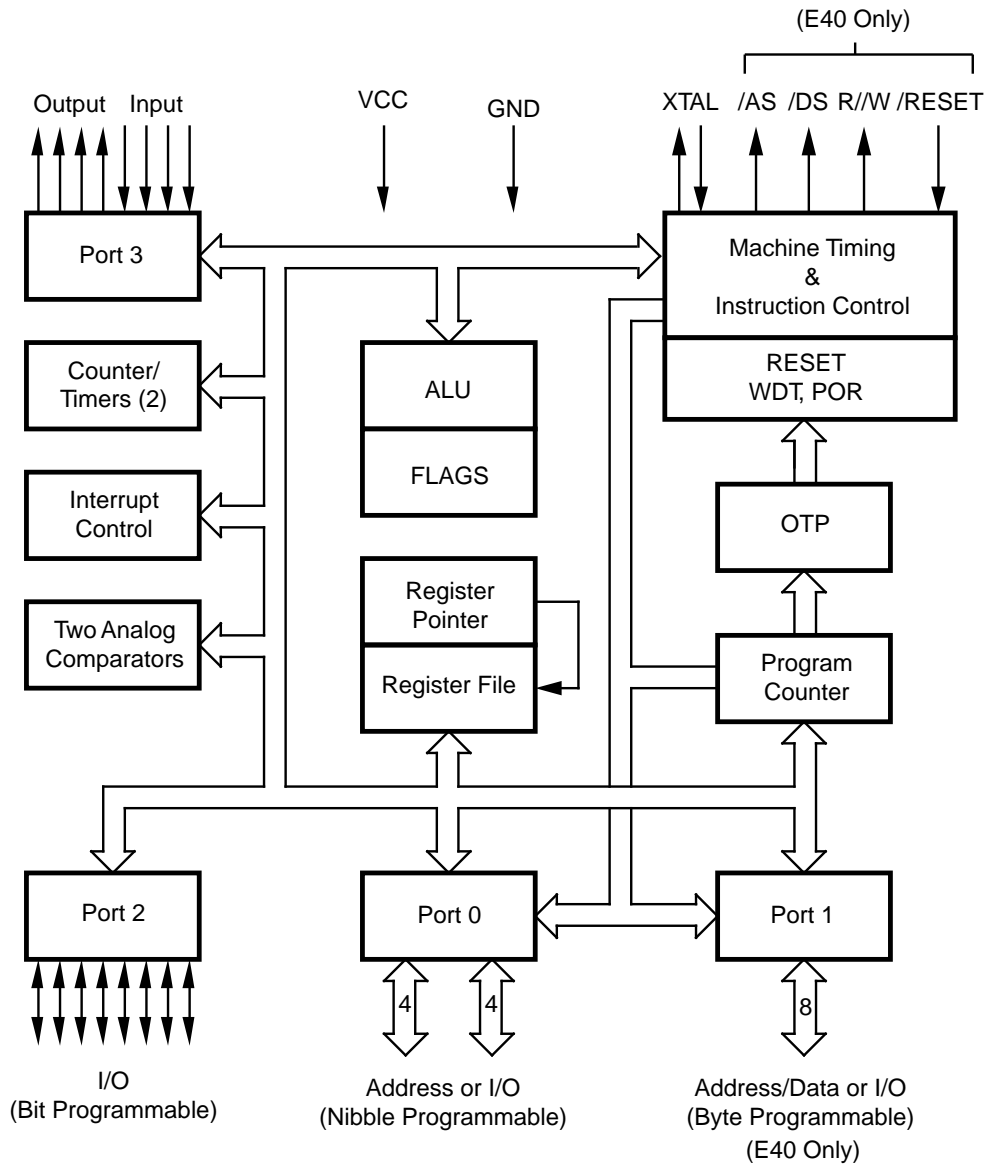 (E40 Only)
Output Input VCC GND XTAL /AS /DS R//W /RESET
Port 3
Machine Timing
&
Instruction Control
RESET
WDT, POR
Counter/
Timers (2)
ALU
FLAGS
Interrupt
Control
OTP
Two Analog
Comparators
Register
Pointer
Register File
Program
Counter
Port 2
Port 0
Port 1
4 4 8
I/O
(Bit Programmable)
Address or I/O
(Nibble Programmable)
Address/Data or I/O
(Byte Programmable)
(E40 Only)